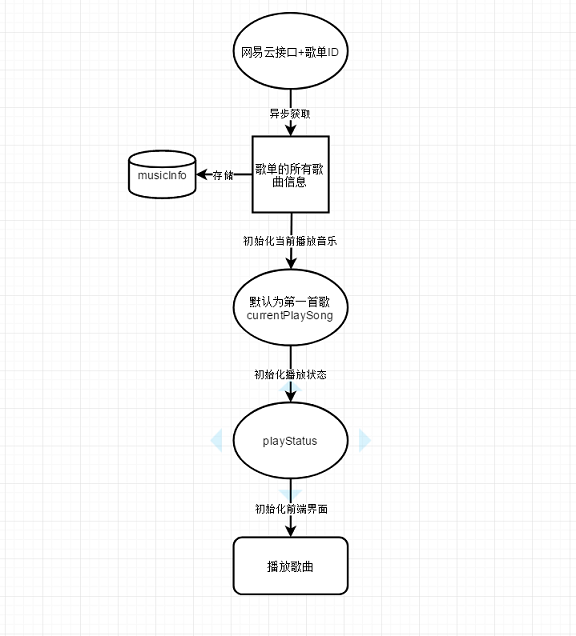 网易云接口+歌单ID
异步获取
歌单的所有歌
曲信息
存储
musicInfo
初始化当前播放音乐
默认为第一首歌
currentPlaySong
初始化播放状态
playStatus
初始化前端界面
播放歌曲